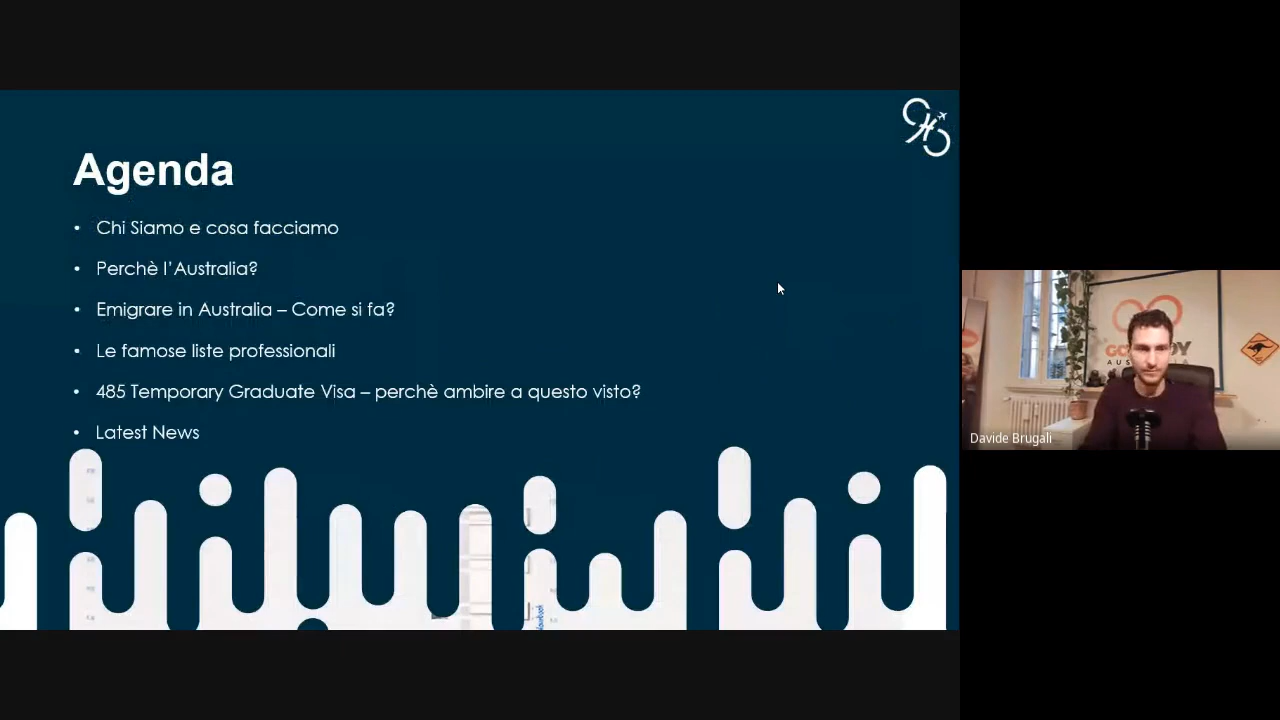 Agenda
• Chi Siamo e cosa facciamo
• Perchè l'Australia?
• Emigrare in Australia – Come si fa?
• Le famose liste professionali
• 485 Temporary Graduate Visa – perchè ambire a questo visto?
• Latest News
Davide Brugali